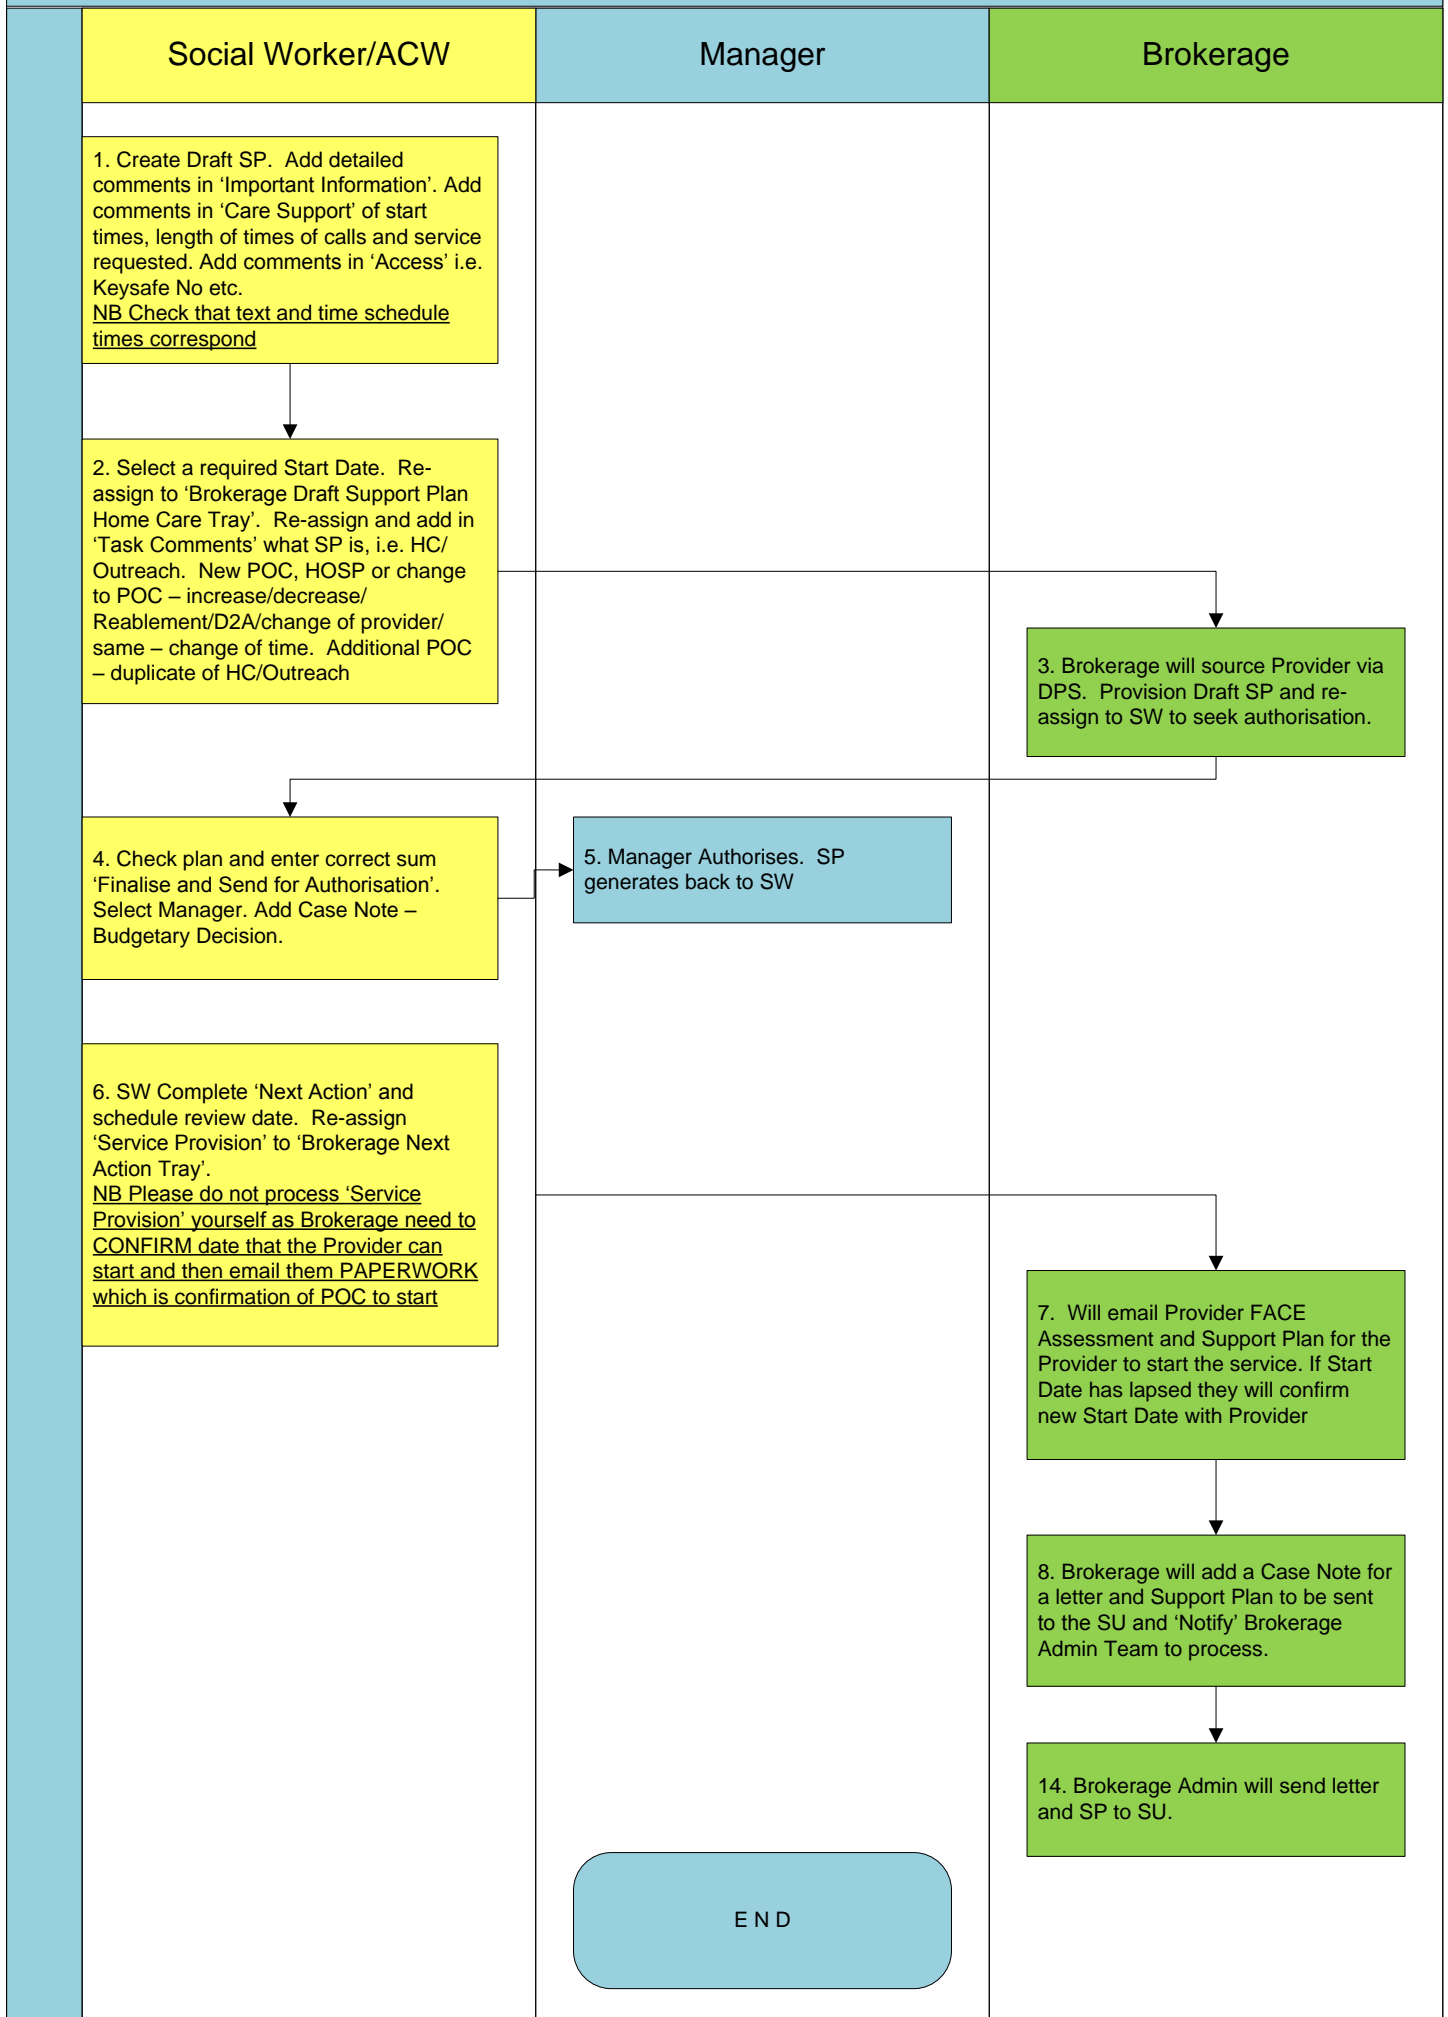 Social Worker/ACW
Manager
Brokerage
1. Create Draft SP.  Add detailed
comments in ‘Important Information’. Add
comments in ‘Care Support’ of start
times, length of times of calls and service
requested. Add comments in ‘Access’ i.e.
Keysafe No etc.
NB Check that text and time schedule
times correspond
2. Select a required Start Date.  Re-
assign to ‘Brokerage Draft Support Plan
Home Care Tray’.  Re-assign and add in
‘Task Comments’ what SP is, i.e. HC/
Outreach.  New POC, HOSP or change
to POC – increase/decrease/
Reablement/D2A/change of provider/
same – change of time.  Additional POC
– duplicate of HC/Outreach
3. Brokerage will source Provider via
DPS.  Provision Draft SP and re-
assign to SW to seek authorisation.
4. Check plan and enter correct sum
‘Finalise and Send for Authorisation’.
Select Manager. Add Case Note –
Budgetary Decision.
5. Manager Authorises.  SP
generates back to SW
6. SW Complete ‘Next Action’ and
schedule review date.  Re-assign
‘Service Provision’ to ‘Brokerage Next
Action Tray’.
NB Please do not process ‘Service
Provision’ yourself as Brokerage need to
CONFIRM date that the Provider can
start and then email them PAPERWORK
which is confirmation of POC to start
7.  Will email Provider FACE
Assessment and Support Plan for the
Provider to start the service. If Start
Date has lapsed they will confirm
new Start Date with Provider
8. Brokerage will add a Case Note for
a letter and Support Plan to be sent
to the SU and ‘Notify’ Brokerage
Admin Team to process.
14. Brokerage Admin will send letter
and SP to SU.
E N D